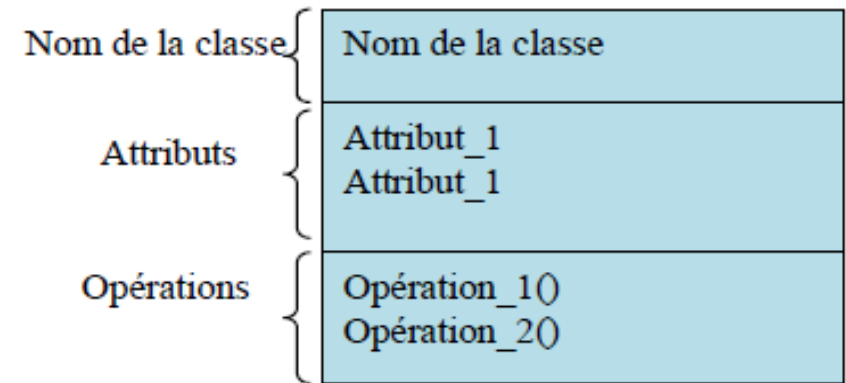 Nom de la classe
Nom de la classe
Attributs
Attribut_1
Attribut_1
Opérations
Opération_1()
Opération_2()